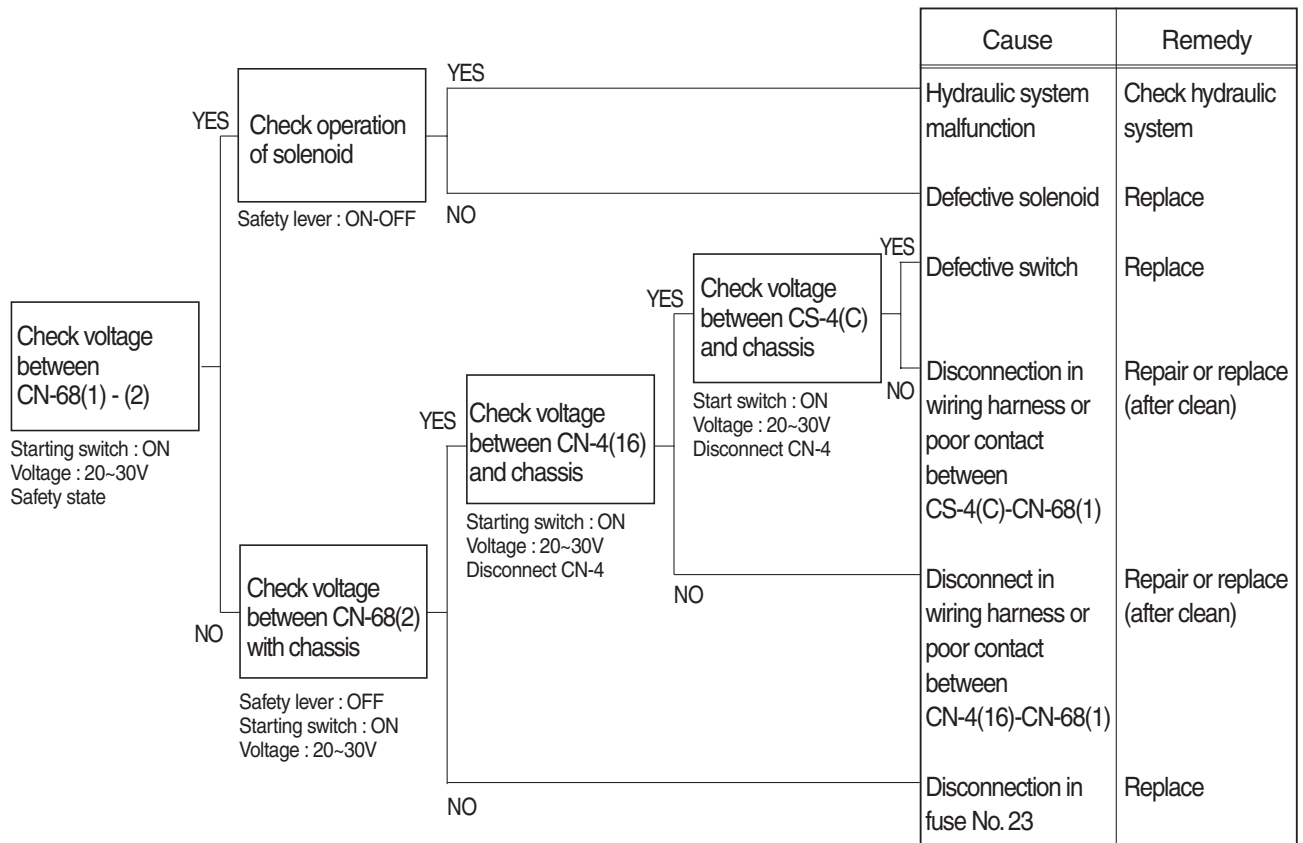 Cause
Remedy
YES
Hydraulic system
malfunction
Check hydraulic
system
YES
Check operation
of solenoid
Safety lever : ON-OFF
NO
Defective solenoid
Replace
YES
Defective switch
Replace
YES
Check voltage
between CS-4(C)
and chassis
Start switch : ON
Voltage : 20~30V
Disconnect CN-4
NO
Disconnection in
wiring harness or
poor contact
between
CS-4(C)-CN-68(1)
Repair or replace
(after clean)
Check voltage
between
CN-68(1) - (2)
Starting switch : ON
Voltage : 20~30V
Safety state
YES
Check voltage
between CN-4(16)
and chassis
Starting switch : ON
Voltage : 20~30V
Disconnect CN-4
NO
Disconnect in
wiring harness or
poor contact
between
CN-4(16)-CN-68(1)
Repair or replace
(after clean)
NO
Check voltage
between CN-68(2)
with chassis
Safety lever : OFF
Starting switch : ON
Voltage : 20~30V
NO
Disconnection in
fuse No. 23
Replace